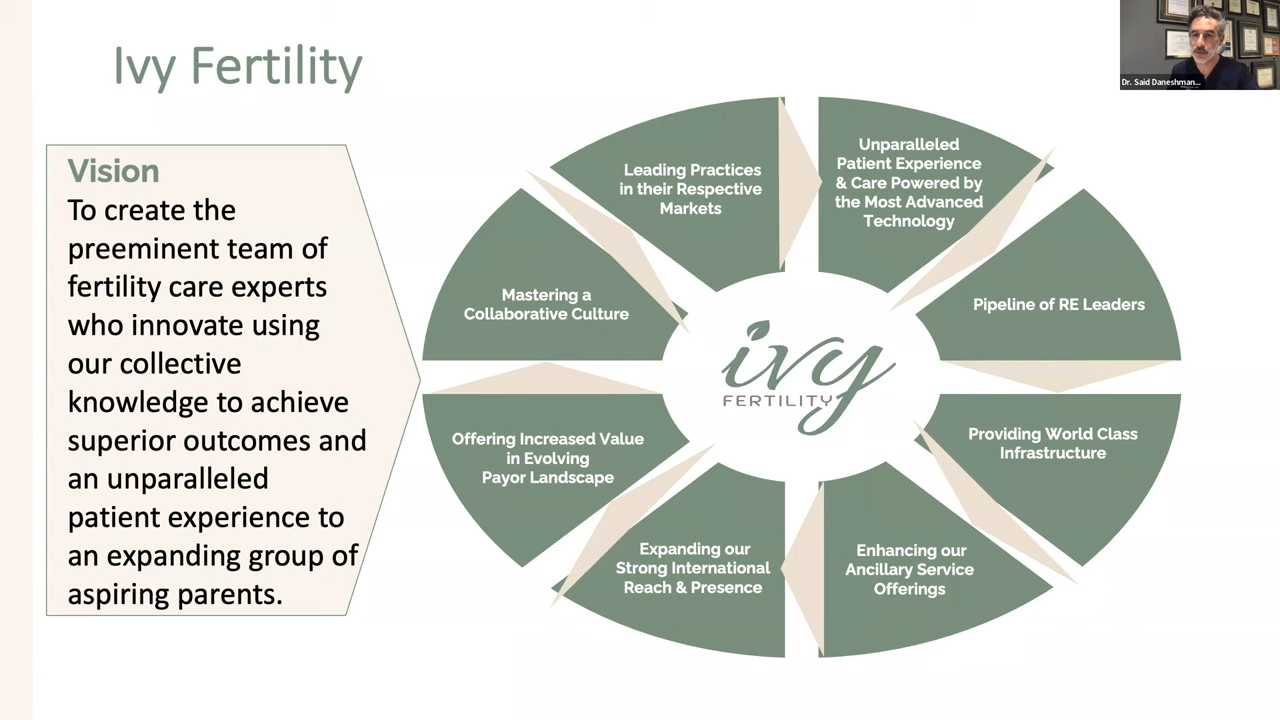 Ivy Fertility
Dr. Said Daneshman...
Vision
To create the
preeminent team of
fertility care experts
who innovate using
our collective
knowledge to achieve
superior outcomes and
an unparalleled
patient experience to
an expanding group of
aspiring parents.
Leading Practices
in their Respective
Markets
Unparalleled
Patient Experience
& Care Powered by
the Most Advanced
Technology
Pipeline of RE Leaders
Providing World Class
Infrastructure
Enhancing our
Ancillary Service
Offerings
Expanding our
Strong International
Reach & Presence
Offering Increased Value
in Evolving
Payor Landscape
Mastering a
Collaborative Culture
ivy
FERTILITY